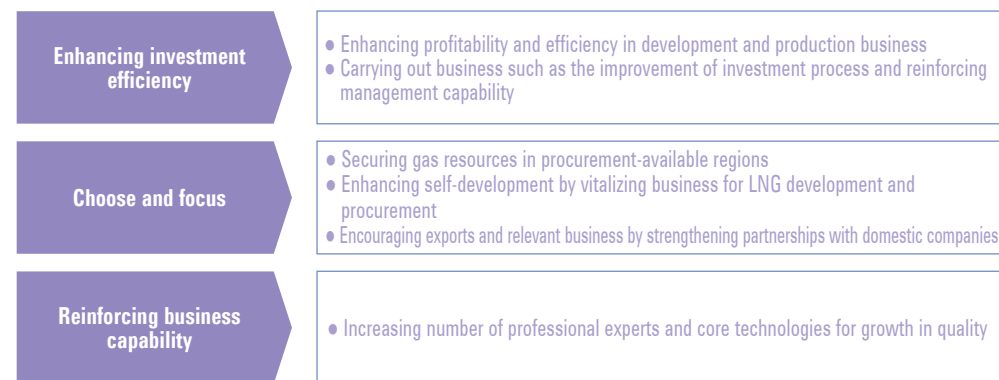 Enhancing investment
efficiency
● Enhancing profitability and efficiency in development and production business
● Carrying out business such as the improvement of investment process and reinforcing
management capability
Choose and focus
● Securing gas resources in procurement-available regions
● Enhancing self-development by vitalizing business for LNG development and
procurement
● Encouraging exports and relevant business by strengthening partnerships with domestic companies
Reinforcing business
capability
● Increasing number of professional experts and core technologies for growth in quality